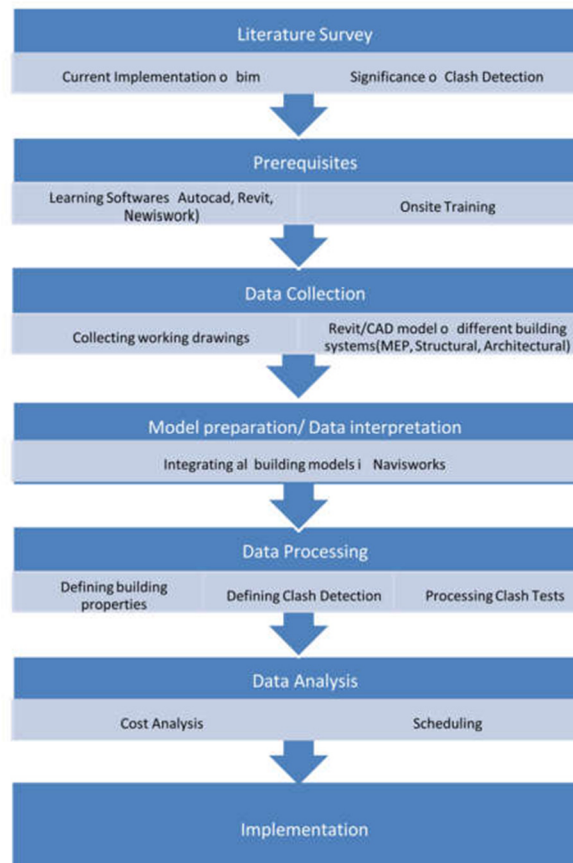 Literature Survey
Current Implementation o bim
Significance o Clash Detection
Prerequisites
Learning Softwares Autocad, Revit,
Newiswork)
Onsite Training
Data Collection
Collecting working drawings
Revit/CAD model o different building
systems(MEP, Structural, Architectural)
Model preparation/ Data interpretation
Integrating al building models i Navisworks
Data Processing
Defining building
properties
Defining Clash Detection
Processing Clash Tests
Data Analysis
Cost Analysis
Scheduling
Implementation